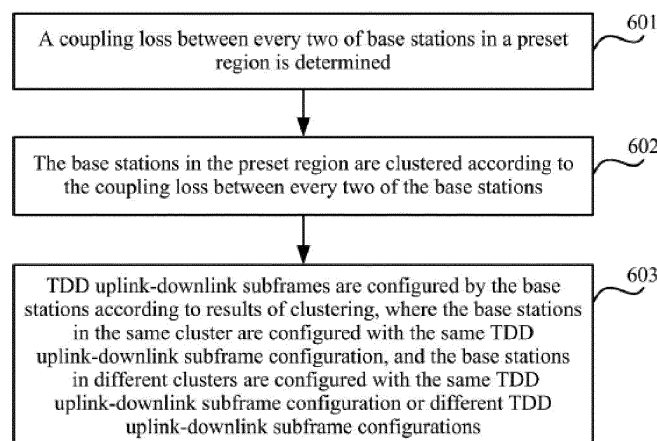 A coupling loss between every two of base stations in a preset
region is determined
601
The base stations in the preset region are clustered according to
the coupling loss between every two of the base stations
602
TDD uplink-downlink subframes are configured by the base
stations according to results of clustering, where the base stations
in the same cluster are configured with the same TDD
uplink-downlink subframe configuration, and the base stations
in different clusters are configured with the same TDD
uplink-downlink subframe configuration or different TDD
uplink-downlink subframe configurations
603